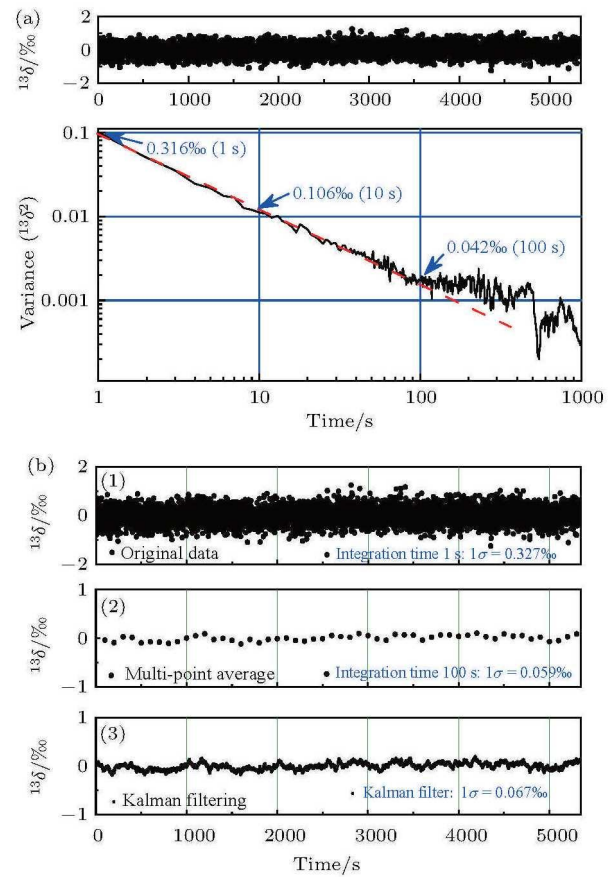 (a)
¹³δ/‰
2
0
−2
0 1000 2000 3000 4000 5000
Variance (¹³δ²)
0.1
0.01
0.001
0.316‰ (1 s)
0.106‰ (10 s)
0.042‰ (100 s)
1 10 100 1000
Time/s
(b)
¹³δ/‰
2
0
−2
(1)
Original data Integration time 1 s: 1σ = 0.327‰
¹³δ/‰
1
0
−1
(2)
Multi-point average Integration time 100 s: 1σ = 0.059‰
¹³δ/‰
1
0
−1
(3)
Kalman filtering Kalman filter: 1σ = 0.067‰
0 1000 2000 3000 4000 5000
Time/s